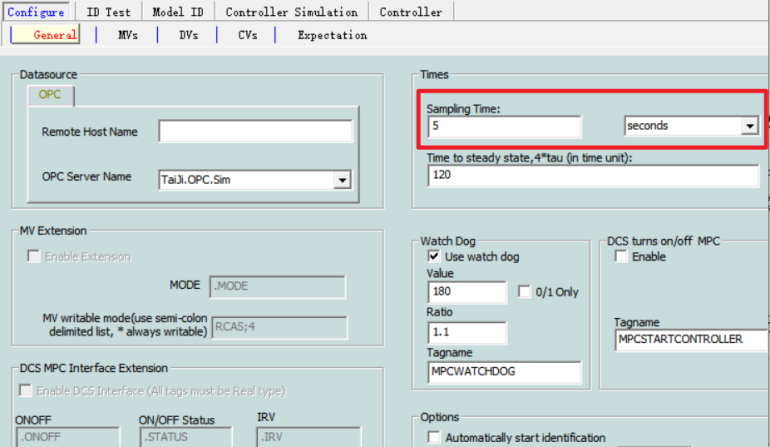 Configure ID Test Model ID Controller Simulation Controller
General MVs DVs CVs Expectation
Datasource
OPC
Remote Host Name
OPC Server Name TaiJi.OPC.Sim
Times
Sampling Time:
5 seconds
Time to steady state,4*tau (in time unit):
120
MV Extension
Enable Extension
MODE .MODE
MV writable mode(use semi-colon
delimited list, * always writable) RCAS;4
Watch Dog
Use watch dog
Value
180 0/1 Only
Ratio
1.1
Tagname
MPCWATCHDOG
DCS turns on/off MPC
Enable
Tagname
MPCSTARTCONTROLLER
DCS MPC Interface Extension
Enable DCS Interface (All tags must be Real type)
ONOFF ON/OFF Status IRV
.ONOFF .STATUS .IRV
Options
Automatically start identification